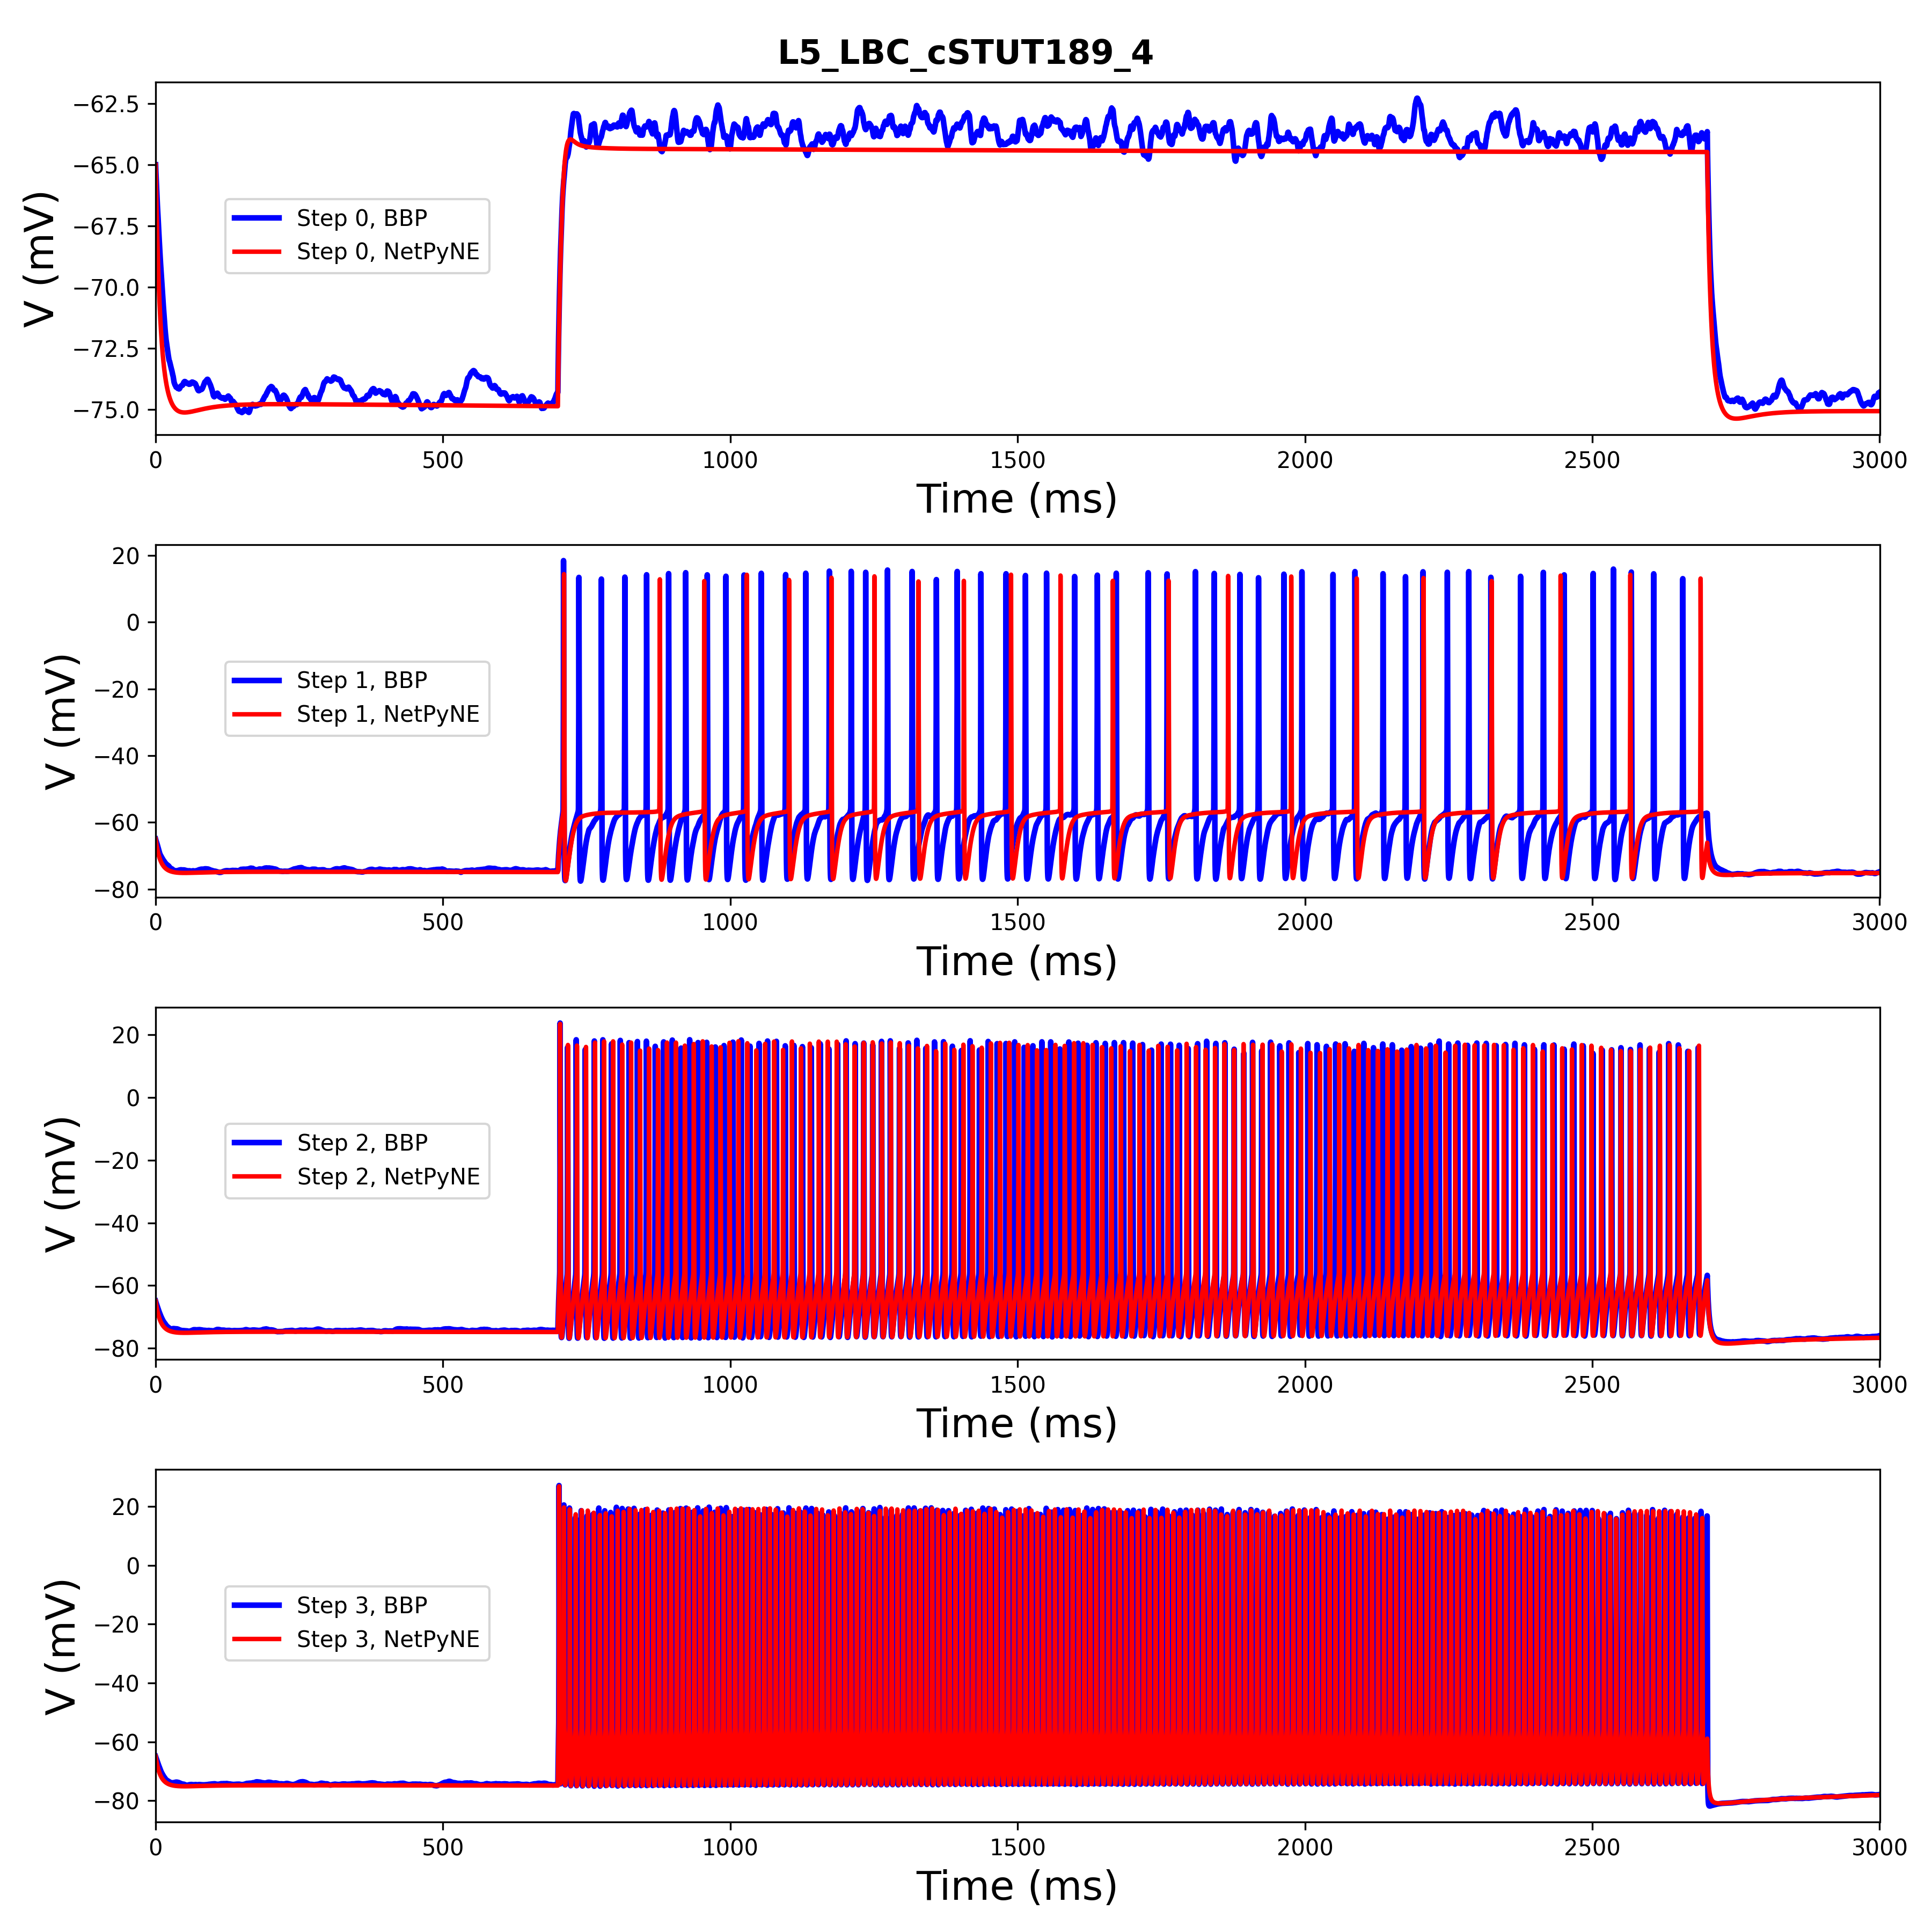 L5_LBC_cSTUT189_4
−62.5
−65.0
−67.5
−70.0
−72.5
−75.0
V (mV)
Step 0, BBP
Step 0, NetPyNE
0 500 1000 1500 2000 2500 3000
Time (ms)
20
0
−20
−40
−60
−80
V (mV)
Step 1, BBP
Step 1, NetPyNE
0 500 1000 1500 2000 2500 3000
Time (ms)
20
0
−20
−40
−60
−80
V (mV)
Step 2, BBP
Step 2, NetPyNE
0 500 1000 1500 2000 2500 3000
Time (ms)
20
0
−20
−40
−60
−80
V (mV)
Step 3, BBP
Step 3, NetPyNE
0 500 1000 1500 2000 2500 3000
Time (ms)